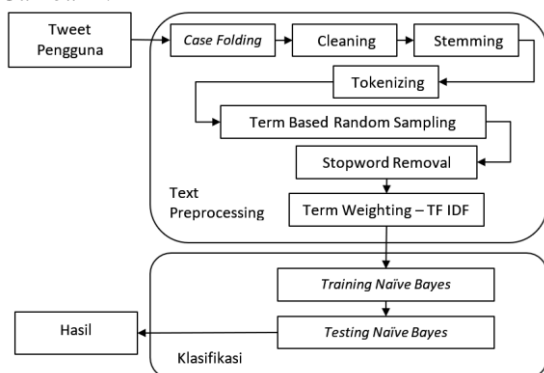 Tweet
Pengguna
Case Folding
Cleaning
Stemming
Tokenizing
Term Based Random Sampling
Stopword Removal
Text
Preprocessing
Term Weighting – TF IDF
Training Naïve Bayes
Testing Naïve Bayes
Hasil
Klasifikasi